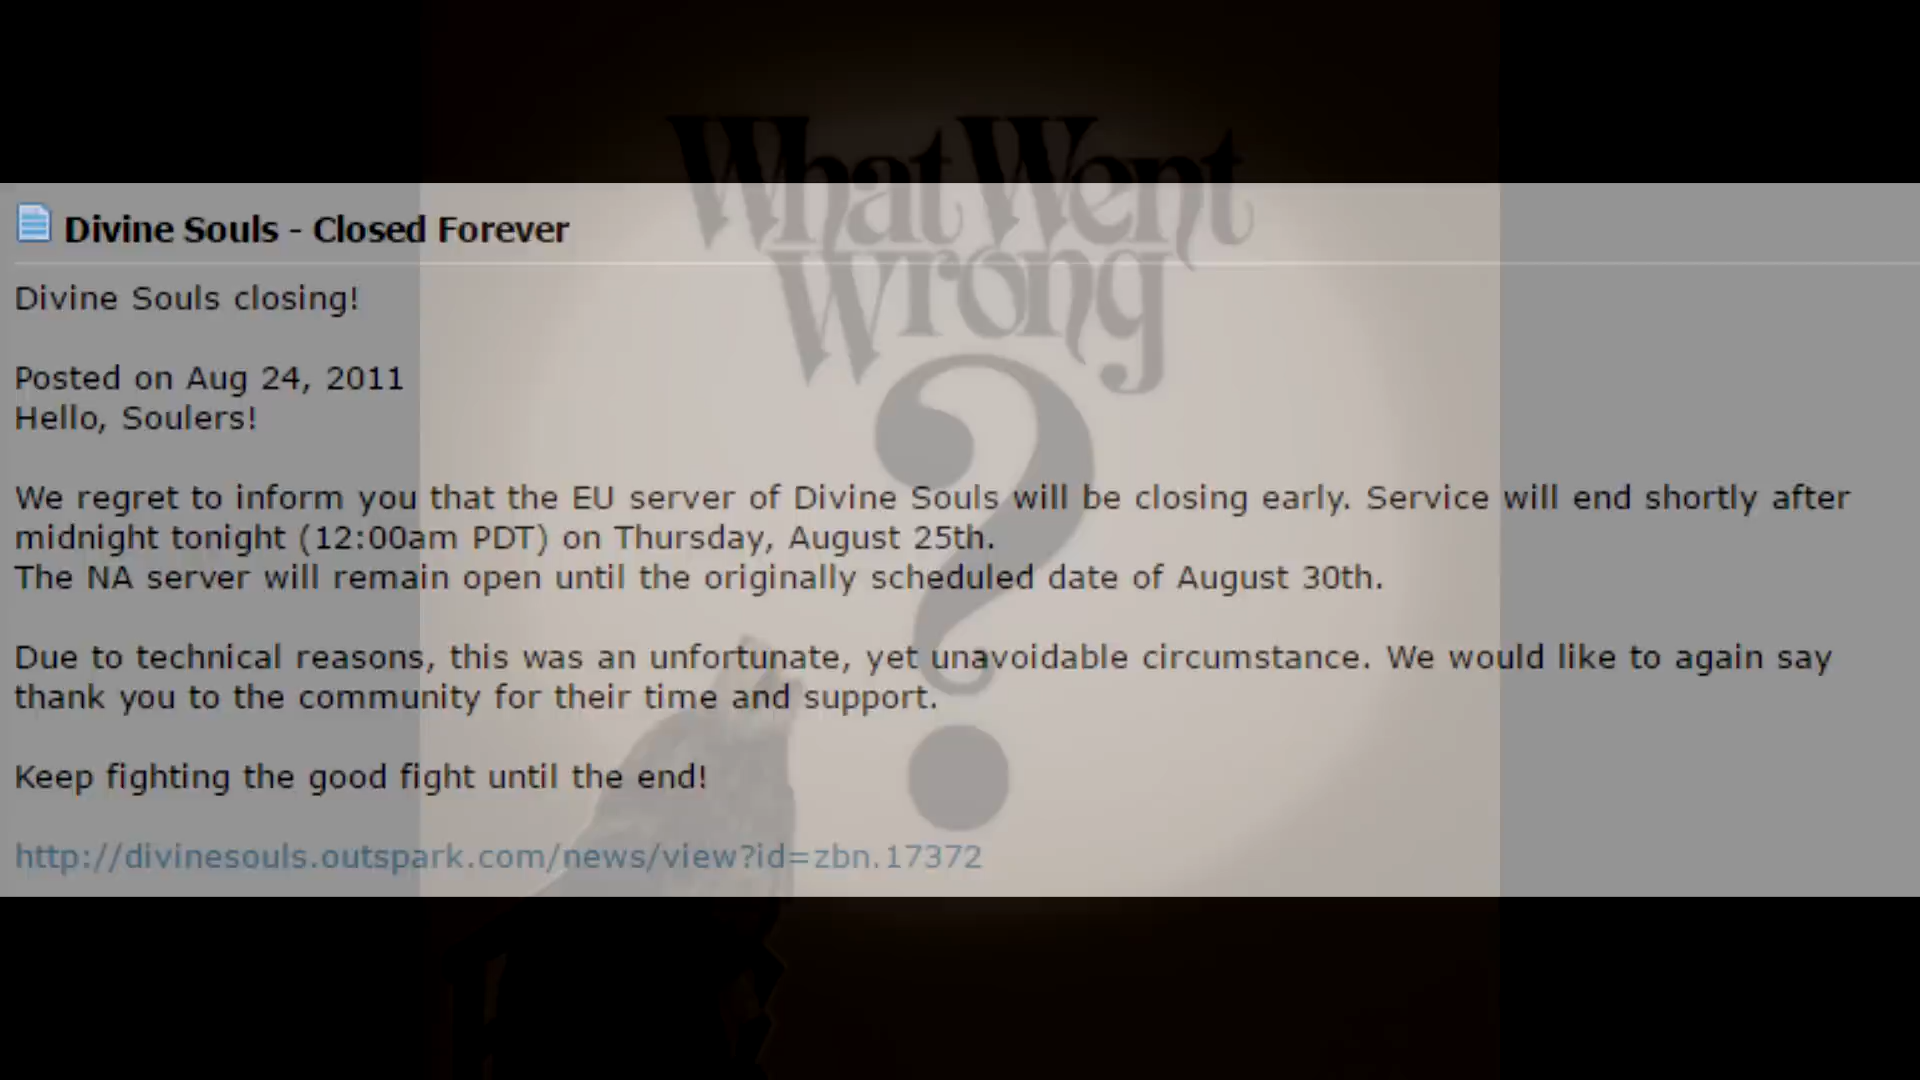 What Went
Wrong
?
Divine Souls - Closed Forever
Divine Souls closing!
Posted on Aug 24, 2011
Hello, Soulers!
We regret to inform you that the EU server of Divine Souls will be closing early. Service will end shortly after
midnight tonight (12:00am PDT) on Thursday, August 25th.
The NA server will remain open until the originally scheduled date of August 30th.
Due to technical reasons, this was an unfortunate, yet unavoidable circumstance. We would like to again say
thank you to the community for their time and support.
Keep fighting the good fight until the end!
http://divinesouls.outspark.com/news/view?id=zbn.17372